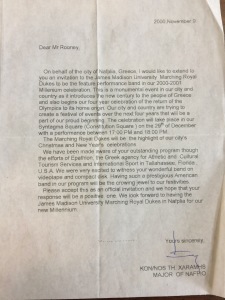 2000, November 3
Dear Mr Rooney,
On behalf of the city of Nafplio, Greece, I would like to extend to
you an invitation to the James Madison University Marching Royal
Dukes to be the feature performance band in our 2000-2001
Millenium celebration. This is a monumental event in our city and
country as it introduces the new century to the people of Greece
and also begins our four year celebration of the return of the
Olympics to its home origin. Our city and country are trying to
create a festival of events over the next four years that will be a
part of our proud upbringing. The celebration will take place in our
Syntagma Square (Constitution Square) on the 29th of December
with a performance between 17:00 PM and 18:00 PM.
The Marching Royal Dukes will be the highlight of our city's
Christmas and New Years' celebrations.
We have been made aware of your outstanding program though
the efforts of Epathlon, the Greek agency for Athletic and Cultural
Tourism Services and International Sport in Tallahassee, Florida,
U.S.A. We were very excited to witness your wonderful band on
videotape and compact disk. Having such a prestigious American
band in our program will be the crowning jewel to our festivities.
Please accept this as official invitation and we hope that your
response will be a positive one. We look forward to having the
James Madison University Marching Royal Dukes in Nafplio for our
new Millennium.
Yours sincerely,
TH.
MAJOR OF